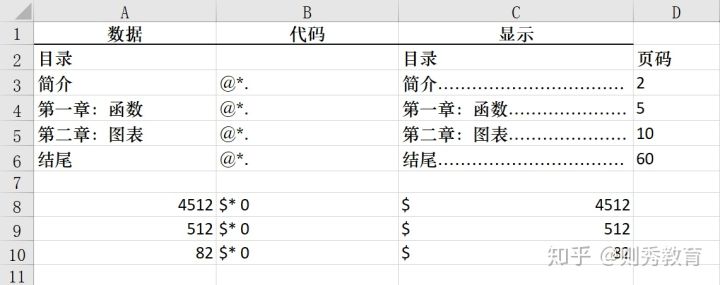 A B C D
1 数据 代码 显示
2 目录 目录 页码
3 简介 @*. 简介................................. 2
4 第一章：函数 @*. 第一章：函数..................... 5
5 第二章：图表 @*. 第二章：图表..................... 10
6 结尾 @*. 结尾................................. 60
7
8 4512 $* 0 $ 4512
9 512 $* 0 $ 512
10 82 $* 0 $ 82
11
知乎 @则秀教育